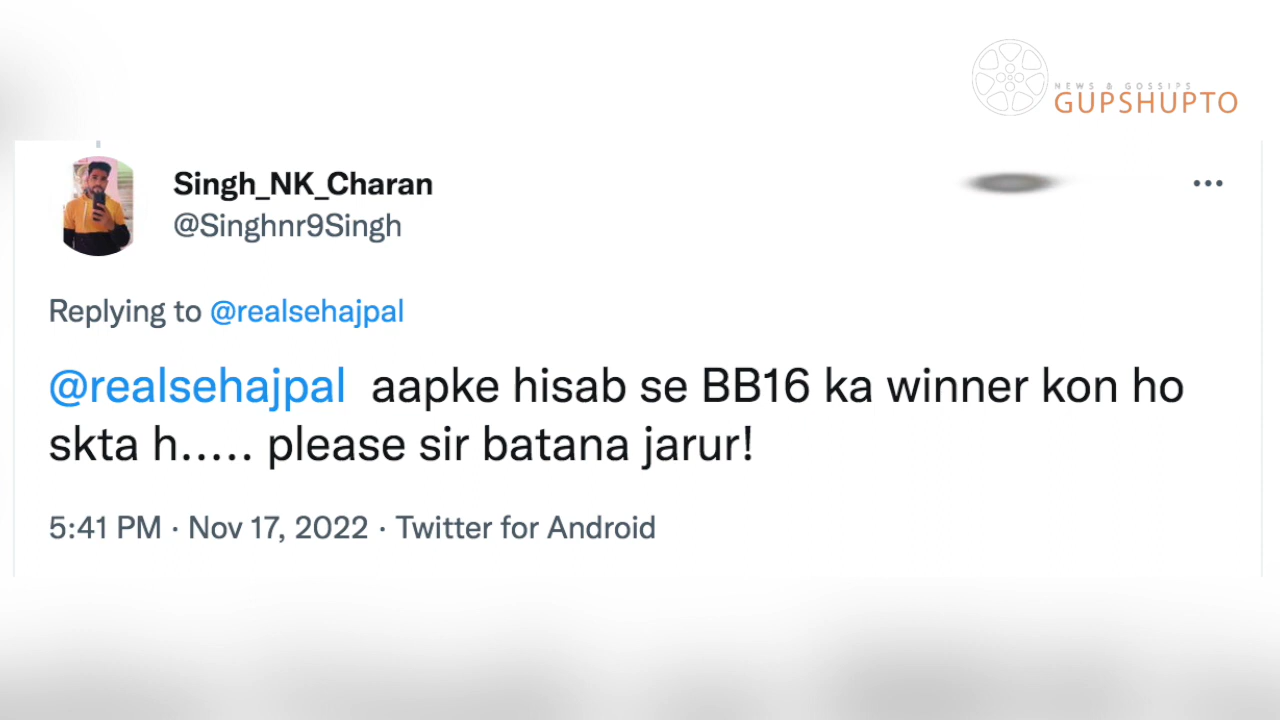 NEWS & GOSSIPS
GUPSHUPTO
Singh_NK_Charan
@Singhnr9Singh
Replying to @realsehajpal
@realsehajpal aapke hisab se BB16 ka winner kon ho
skta h..... please sir batana jarur!
5:41 PM · Nov 17, 2022 · Twitter for Android